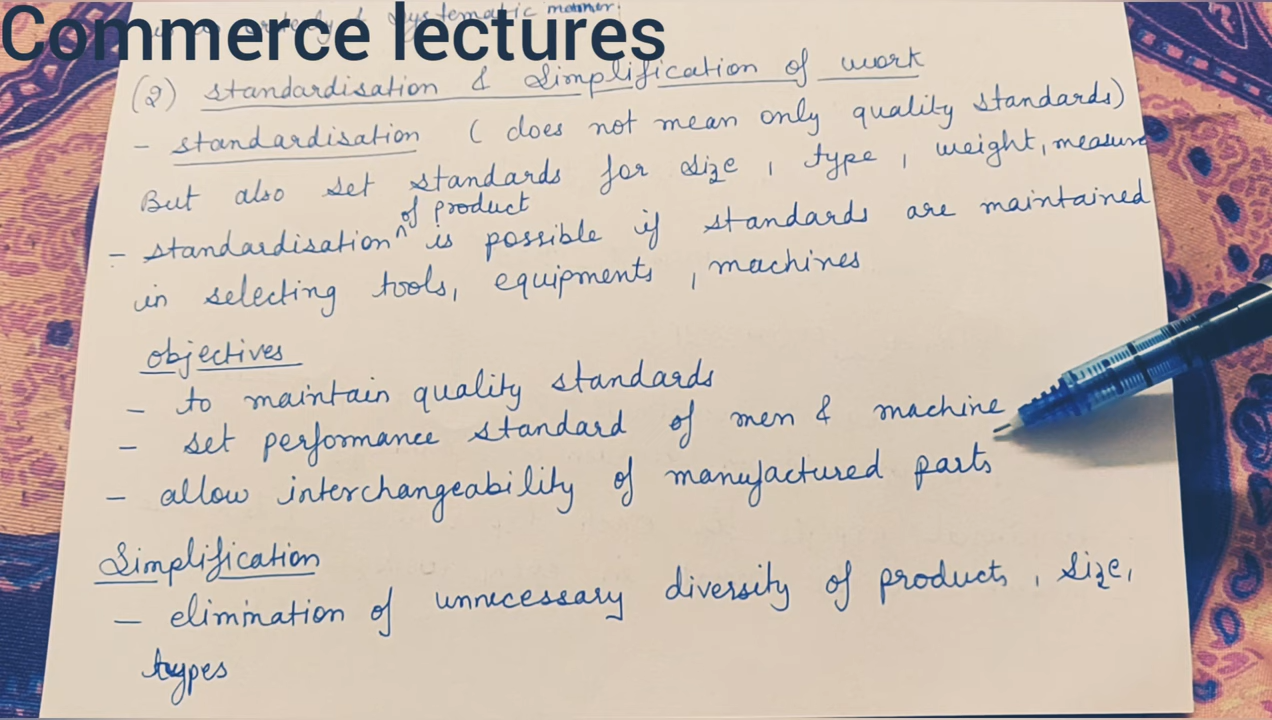 Commerce lectures
systematic manner.
(2) standardisation & Simplification of work
- standardisation ( does not mean only quality standards)
But also set standards for size, type, weight, measure
of product
- standardisation ^ is possible if standards are maintained
in selecting tools, equipments, machines
objectives
- to maintain quality standards
- set performance standard of men & machine
- allow interchangeability of manufactured parts
Simplification
- elimination of unnecessary diversity of products, size,
types